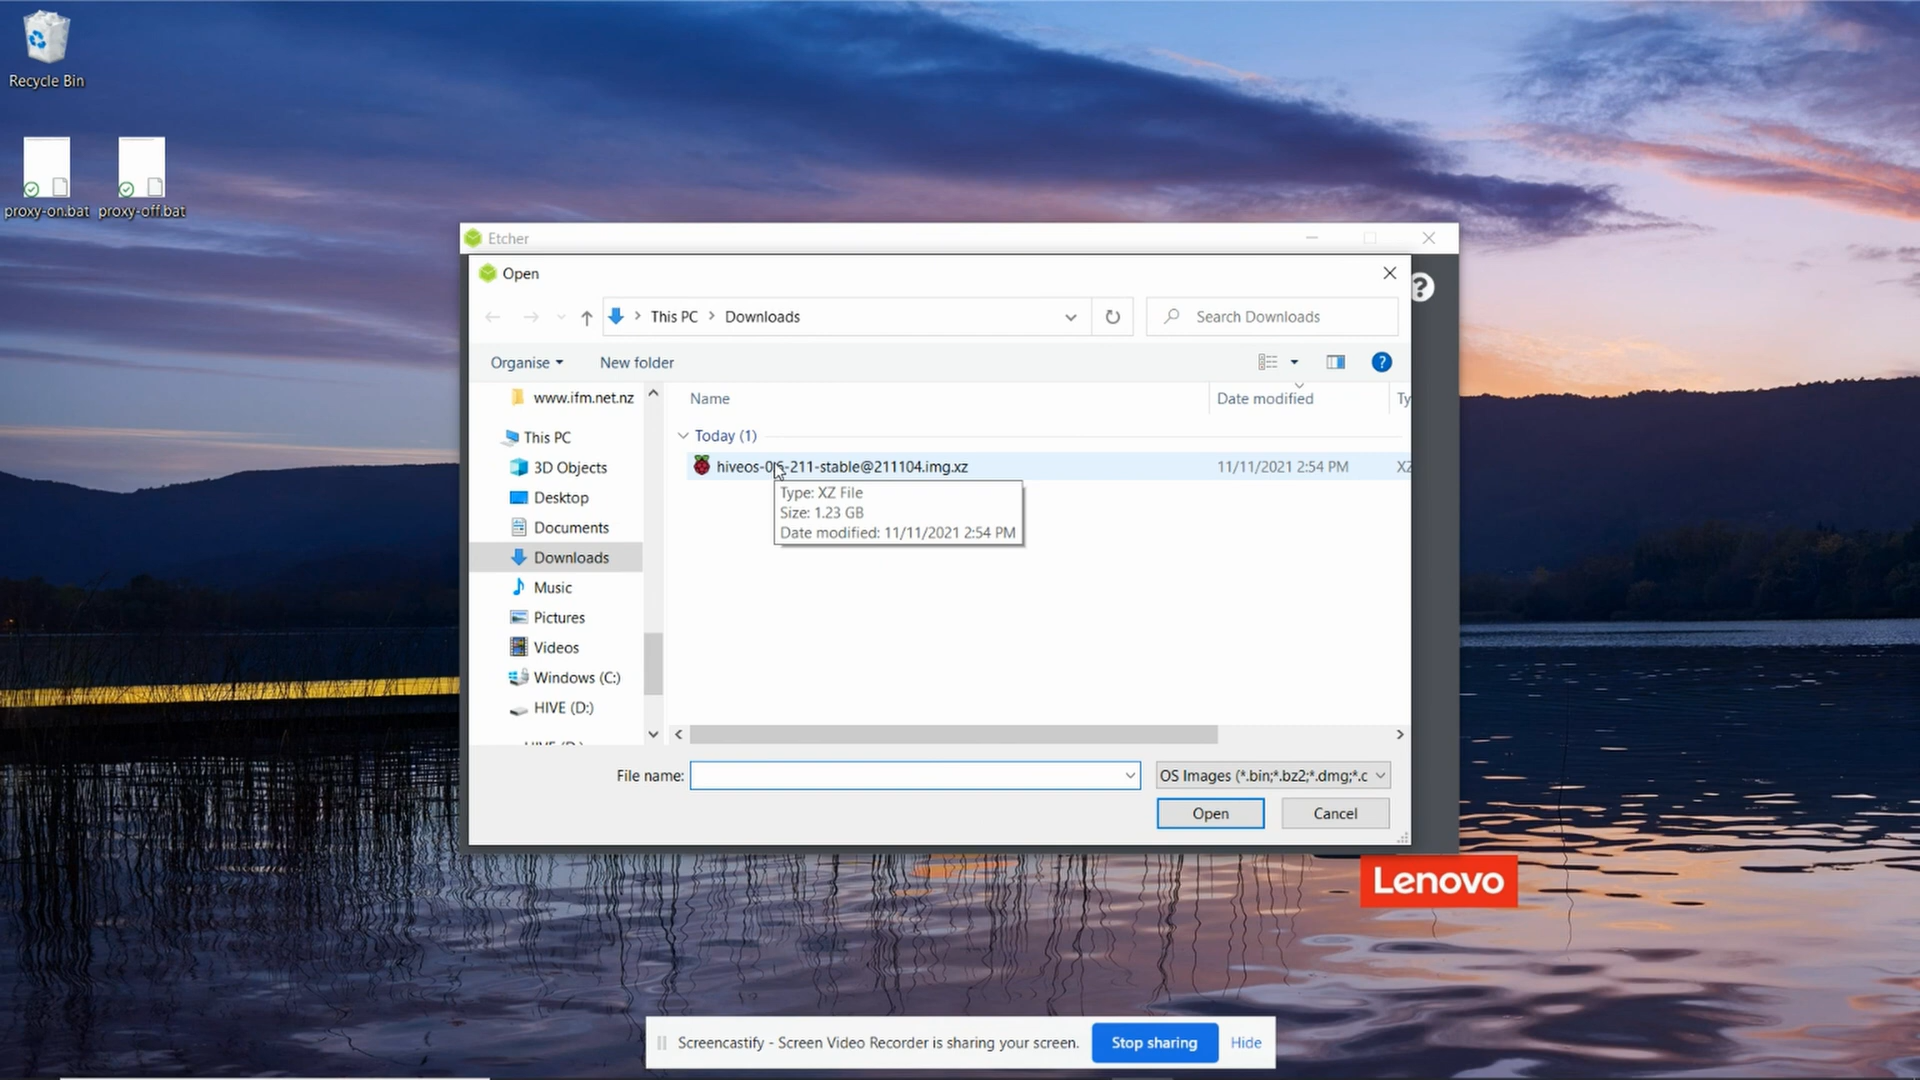 Recycle Bin
proxy-on.bat proxy-off.bat
Etcher
Open
This PC Downloads
Search Downloads
Organise New folder
www.ifm.net.nz
This PC
3D Objects
Desktop
Documents
Downloads
Music
Pictures
Videos
Windows (C:)
HIVE (D:)
Name Date modified Ty
Today (1)
hiveos-0.6-211-stable@211104.img.xz 11/11/2021 2:54 PM XZ
Type: XZ File
Size: 1.23 GB
Date modified: 11/11/2021 2:54 PM
File name: OS Images (*.bin;*.bz2;*.dmg;*.c
Open Cancel
Lenovo
Screencastify - Screen Video Recorder is sharing your screen. Stop sharing Hide